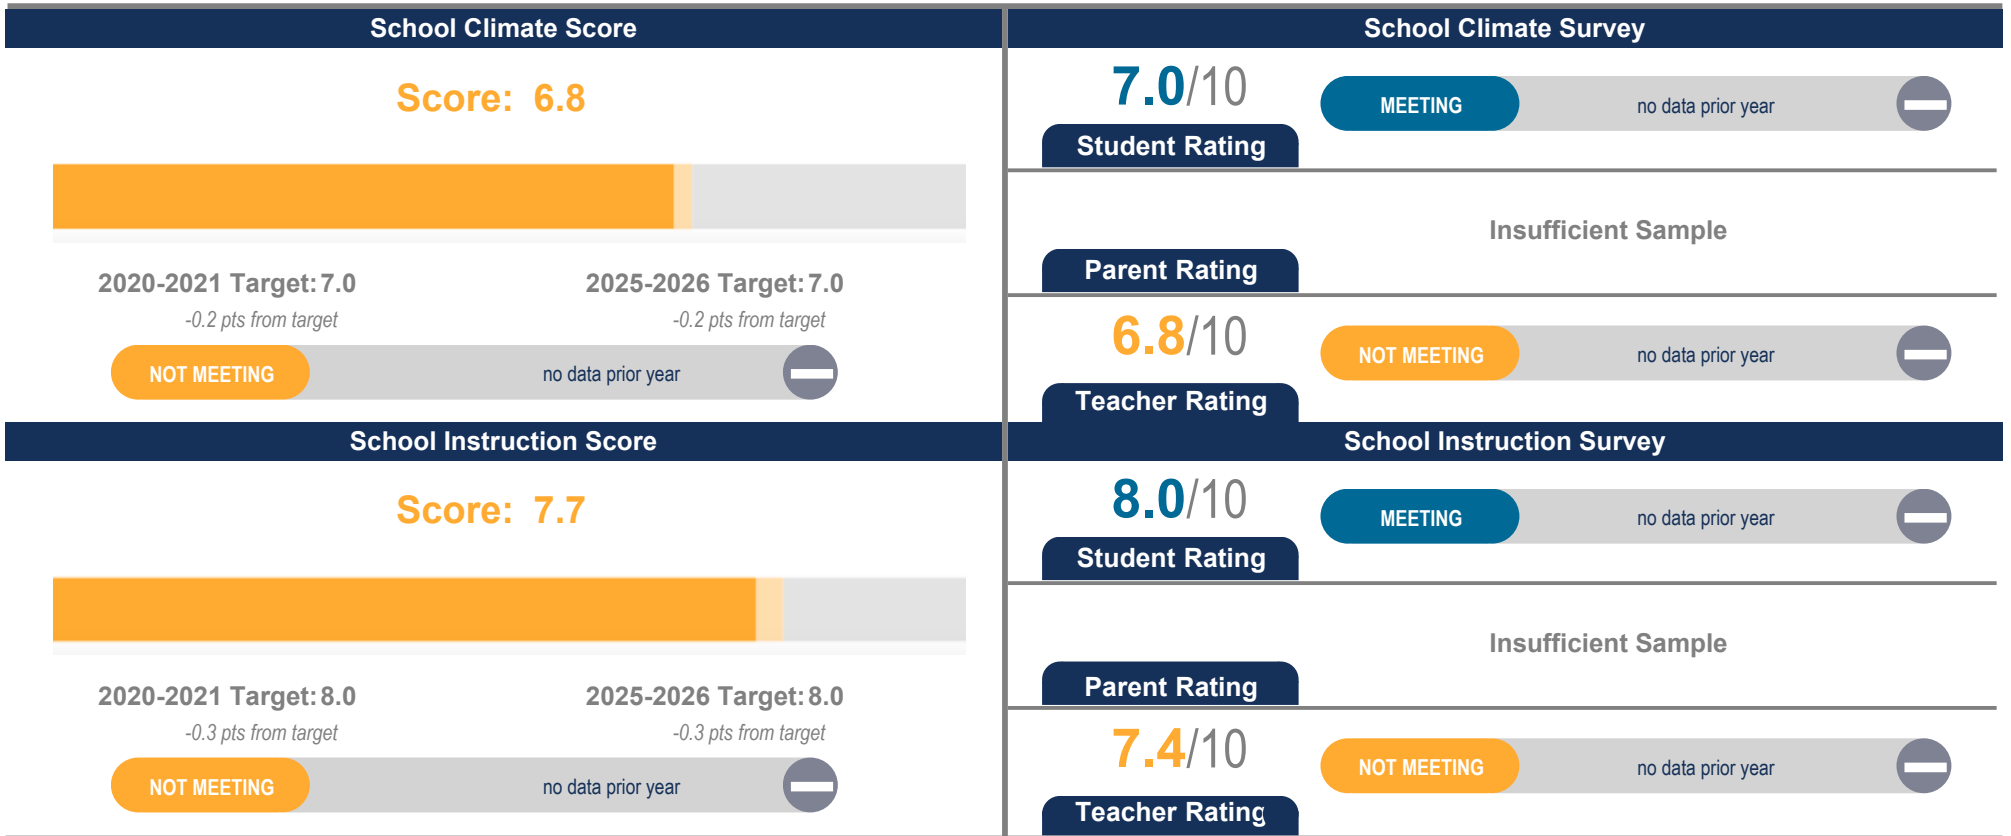 School Climate Score
Score: 6.8
2020-2021 Target: 7.0
2025-2026 Target: 7.0
-0.2 pts from target
-0.2 pts from target
NOT MEETING
no data prior year
School Climate Survey
7.0/10
MEETING
no data prior year
Student Rating
Insufficient Sample
Parent Rating
6.8/10
NOT MEETING
no data prior year
Teacher Rating
School Instruction Score
Score: 7.7
2020-2021 Target: 8.0
2025-2026 Target: 8.0
-0.3 pts from target
-0.3 pts from target
NOT MEETING
no data prior year
School Instruction Survey
8.0/10
MEETING
no data prior year
Student Rating
Insufficient Sample
Parent Rating
7.4/10
NOT MEETING
no data prior year
Teacher Rating